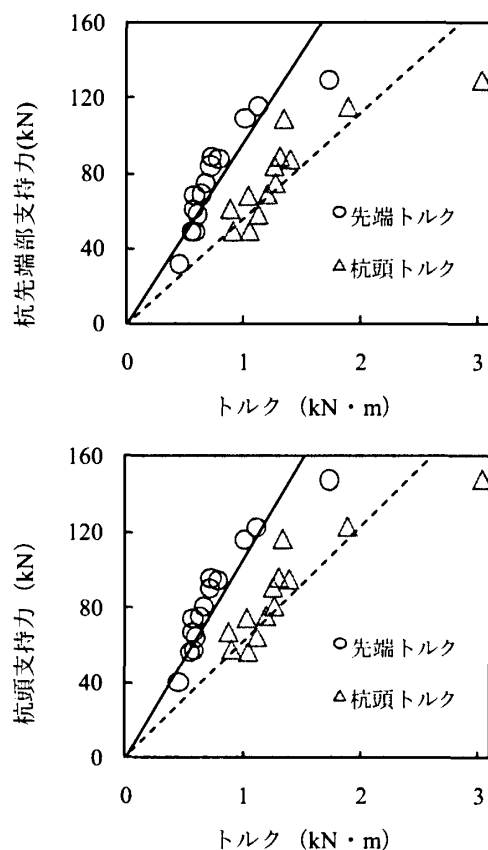 160
120
80
40
0
杭先端部支持力(kN)
○先端トルク
△杭頭トルク
0
1
2
3
トルク（kN・m）
160
120
80
40
0
杭頭支持力（kN）
○先端トルク
△杭頭トルク
0
1
2
3
トルク（kN・m）